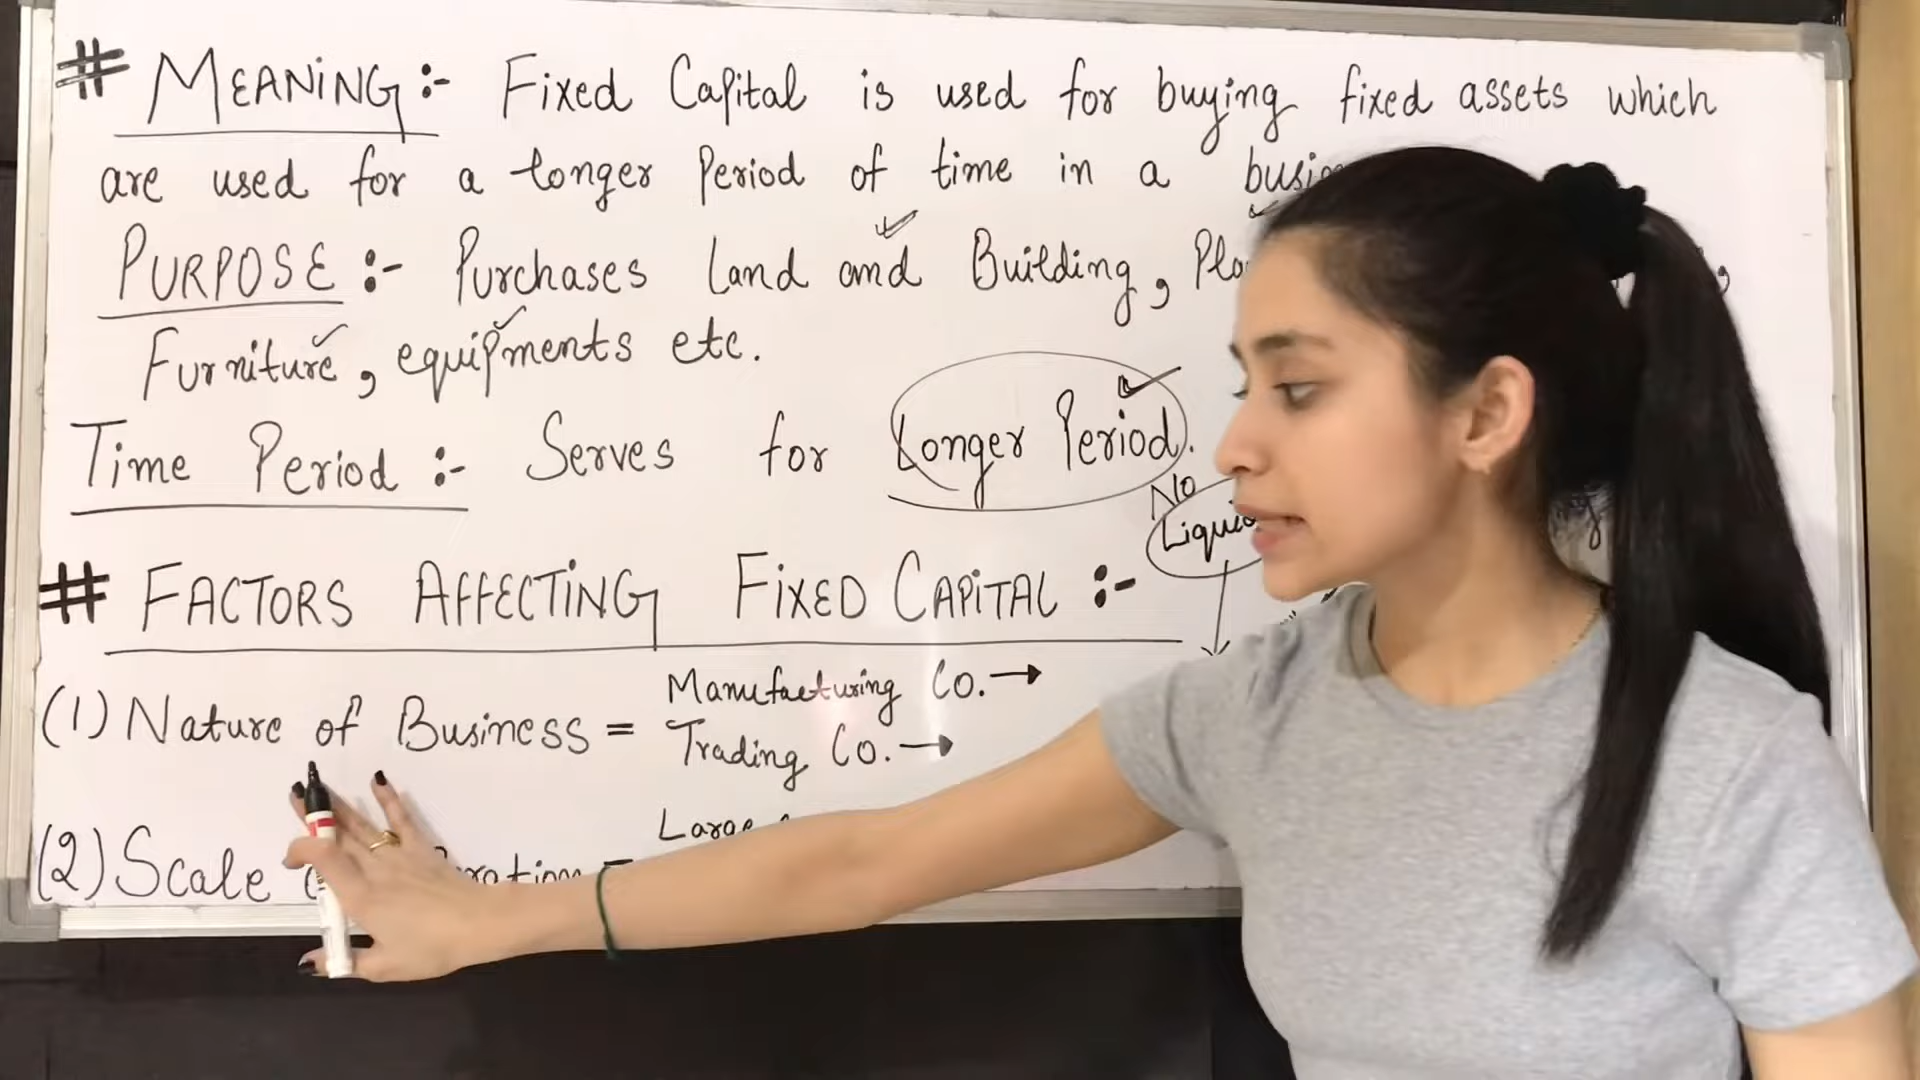 # MEANING :- Fixed Capital is used for buying fixed assets which
are used for a longer Period of time in a
PURPOSE :- Purchases Land and Building,
Furniture, equipments etc.
Time Period :- Serves for Longer Period.
No
# FACTORS AFFECTING FIXED CAPITAL :-
(1) Nature of Business = Manufacturing Co. →
Trading Co. →
(2) Scale